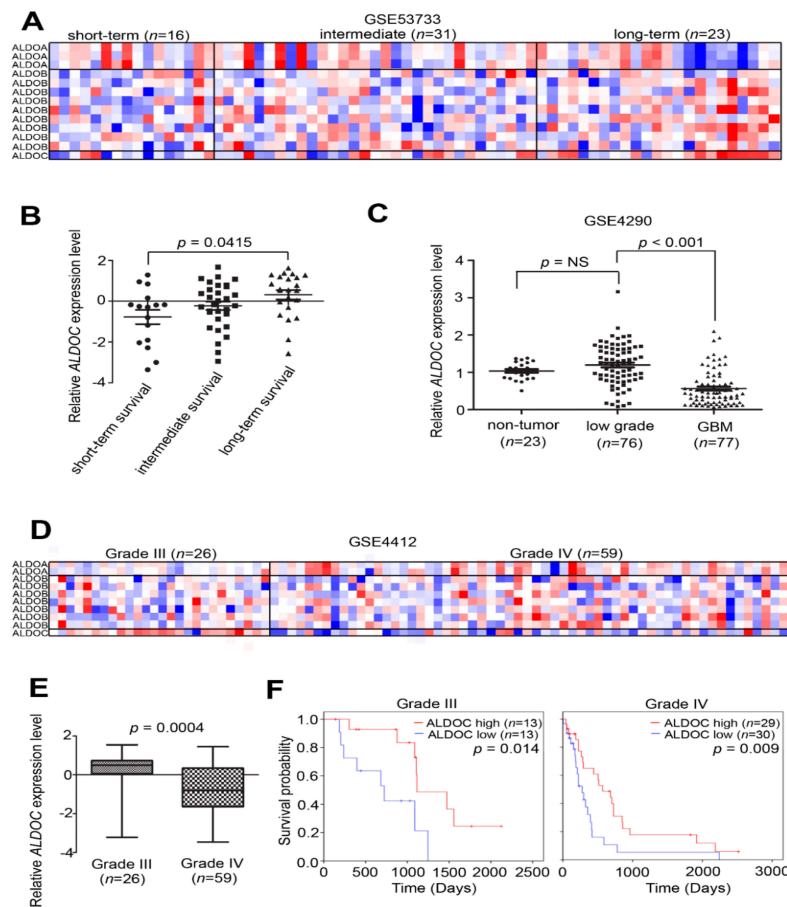 A
GSE53733
short-term (n=16) intermediate (n=31) long-term (n=23)
ALDOA
ALDOA
ALDOA
ALDOB
ALDOB
ALDOB
ALDOB
ALDOB
ALDOB
ALDOB
ALDOB
ALDOB
ALDOC
B
p = 0.0415
Relative ALDOC expression level
2
0
-2
-4
short-term survival
intermediate survival
long-term survival
C
GSE4290
p = NS
p < 0.001
Relative ALDOC expression level
4
3
2
1
0
non-tumor low grade GBM
(n=23) (n=76) (n=77)
D
GSE4412
Grade III (n=26) Grade IV (n=59)
ALDOA
ALDOA
ALDOB
ALDOB
ALDOB
ALDOB
ALDOB
ALDOB
ALDOB
ALDOC
E
p = 0.0004
Relative ALDOC expression level
4
2
0
-2
-4
Grade III Grade IV
(n=26) (n=59)
F
Grade III
ALDOC high (n=13)
ALDOC low (n=13)
p = 0.014
Survival probability
1.0
0.8
0.6
0.4
0.2
0.0
0 500 1000 1500 2000 2500
Time (Days)
Grade IV
ALDOC high (n=29)
ALDOC low (n=30)
p = 0.009
0 1000 2000 3000
Time (Days)